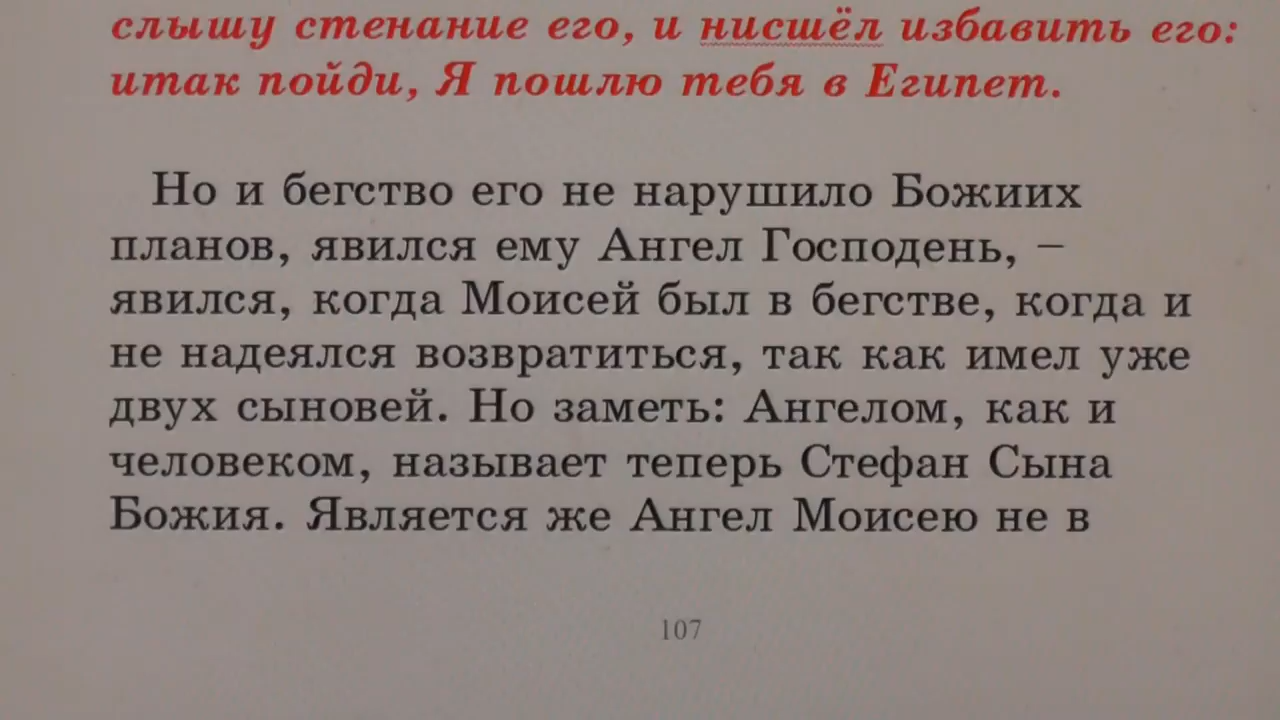 слышу стенание его, и нисшёл избавить его:
итак пойди, Я пошлю тебя в Египет.
Но и бегство его не нарушило Божиих
планов, явился ему Ангел Господень, –
явился, когда Моисей был в бегстве, когда и
не надеялся возвратиться, так как имел уже
двух сыновей. Но заметь: Ангелом, как и
человеком, называет теперь Стефан Сына
Божия. Является же Ангел Моисею не в
107